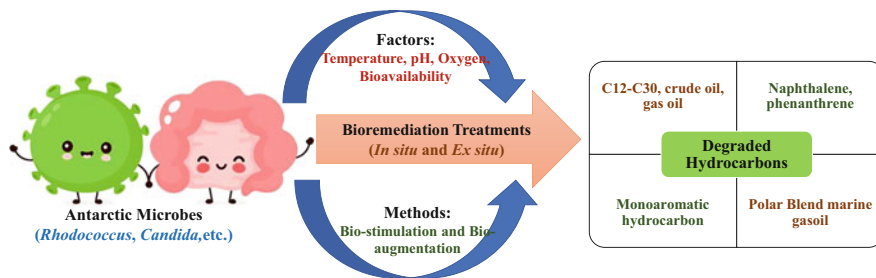 Factors:
Temperature, pH, Oxygen,
Bioavailability
Bioremediation Treatments
(In situ and Ex situ)
Methods:
Bio-stimulation and Bio-
augmentation
Antarctic Microbes
(Rhodococcus, Candida,etc.)
C12-C30, crude oil,
gas oil
Naphthalene,
phenanthrene
Degraded
Hydrocarbons
Monoaromatic
hydrocarbon
Polar Blend marine
gasoil